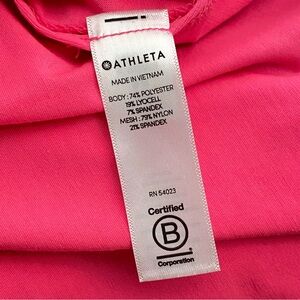 ATHLETA
MADE IN VIETNAM
BODY: 74% POLYESTER
19% LYOCELL
7% SPANDEX
MESH: 79% NYLON
21% SPANDEX
RN 54023
Certified
B
Corporation